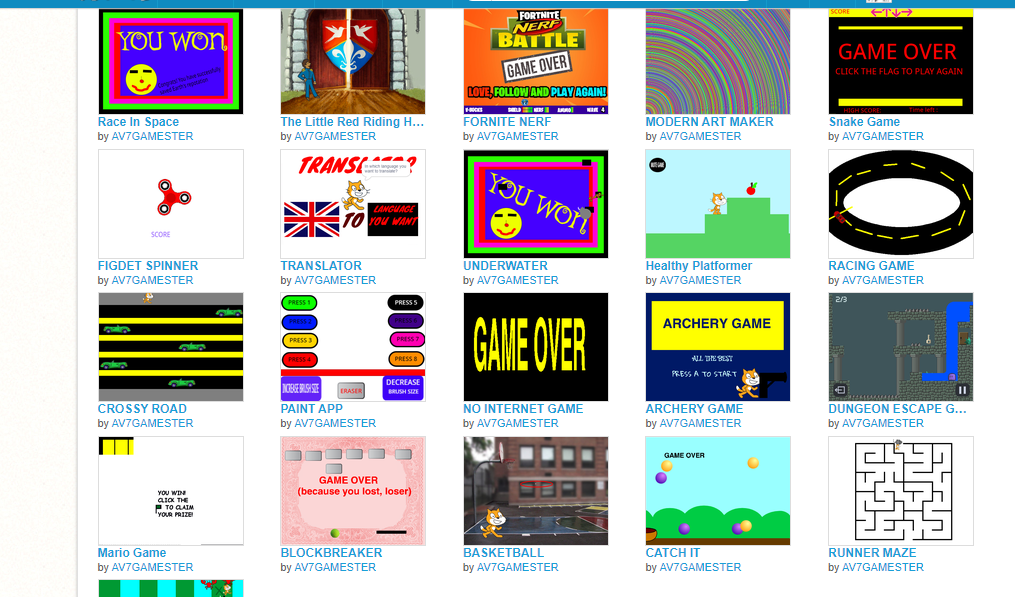 YOU WON
FORTNITE
NERF
BATTLE
GAME OVER
LOVE, FOLLOW AND PLAY AGAIN!
SCORE
GAME OVER
CLICK THE FLAG TO PLAY AGAIN
HIGH SCORE
Race In Space
The Little Red Riding H...
FORNITE NERF
MODERN ART MAKER
Snake Game
by AV7GAMESTER
by AV7GAMESTER
by AV7GAMESTER
by AV7GAMESTER
by AV7GAMESTER
SCORE
TRANSLATOR
In which language you
want to translate?
TO
LANGUAGE
YOU WANT
YOU WON
FIGDET SPINNER
TRANSLATOR
UNDERWATER
Healthy Platformer
RACING GAME
by AV7GAMESTER
by AV7GAMESTER
by AV7GAMESTER
by AV7GAMESTER
by AV7GAMESTER
PRESS 1
PRESS 5
PRESS 3
PRESS 7
PRESS 4
PRESS 8
INCREASE BRUSH SIZE
ERASER
DECREASE
BRUSH SIZE
GAME OVER
ARCHERY GAME
ALL THE BEST
PRESS A TO START
2/3
CROSSY ROAD
PAINT APP
NO INTERNET GAME
ARCHERY GAME
DUNGEON ESCAPE G...
by AV7GAMESTER
by AV7GAMESTER
by AV7GAMESTER
by AV7GAMESTER
by AV7GAMESTER
YOU WIN!
CLICK THE
TO CLAIM
YOUR PRIZE!
GAME OVER
(because you lost, loser)
GAME OVER
Mario Game
BLOCKBREAKER
BASKETBALL
CATCH IT
RUNNER MAZE
by AV7GAMESTER
by AV7GAMESTER
by AV7GAMESTER
by AV7GAMESTER
by AV7GAMESTER